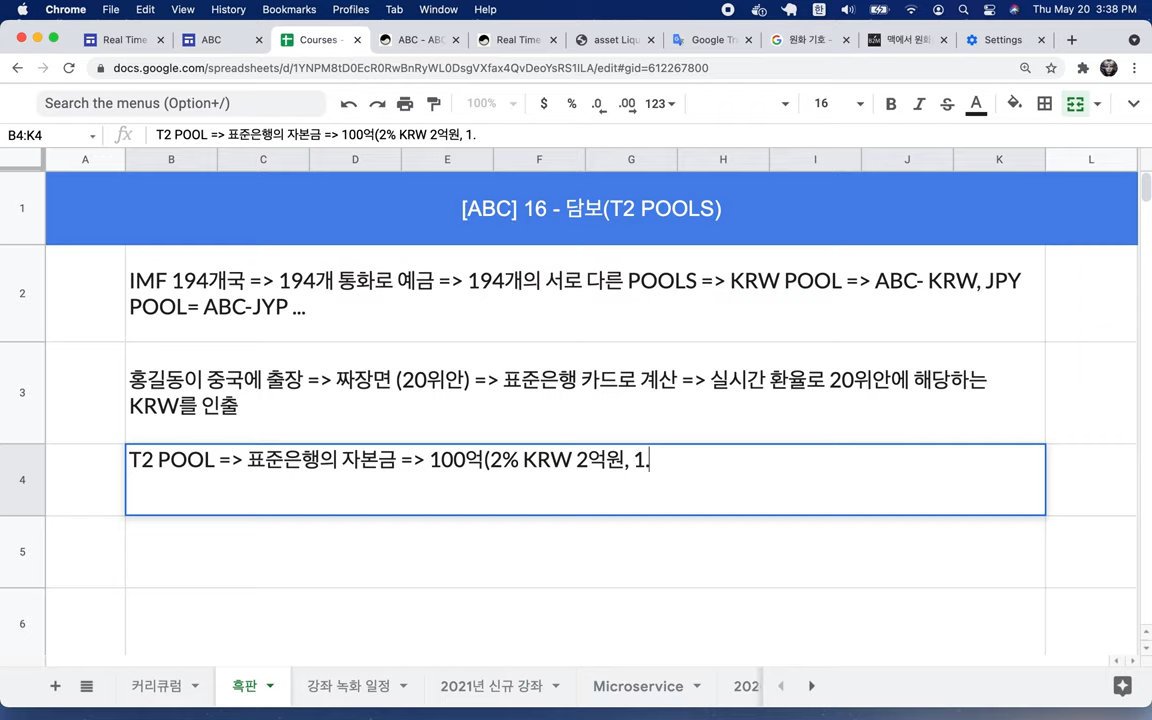 Chrome File Edit View History Bookmarks Profiles Tab Window Help 한 Thu May 20 3:38 PM
Real Time ABC Courses - ABC - ABC Real Time asset Liqu Google Tra 원화 기호 - 맥에서 원화 Settings
docs.google.com/spreadsheets/d/1YNPM8tD0EcR0RwBnRyWL0DsgVXfax4QvDeoYsRS1ILA/edit#gid=612267800
Search the menus (Option+/) 100% $ % .0 .00 123 16 B I S A
B4:K4 fx T2 POOL => 표준은행의 자본금 => 100억(2% KRW 2억원, 1.
A B C D E F G H I J K L
1 [ABC] 16 - 담보(T2 POOLS)
2 IMF 194개국 => 194개 통화로 예금 => 194개의 서로 다른 POOLS => KRW POOL => ABC- KRW, JPY
POOL= ABC-JYP ...
3 홍길동이 중국에 출장 => 짜장면 (20위안) => 표준은행 카드로 계산 => 실시간 환율로 20위안에 해당하는
KRW를 인출
4 T2 POOL => 표준은행의 자본금 => 100억(2% KRW 2억원, 1.
5
6
커리큐럼 흑판 강좌 녹화 일정 2021년 신규 강좌 Microservice 202